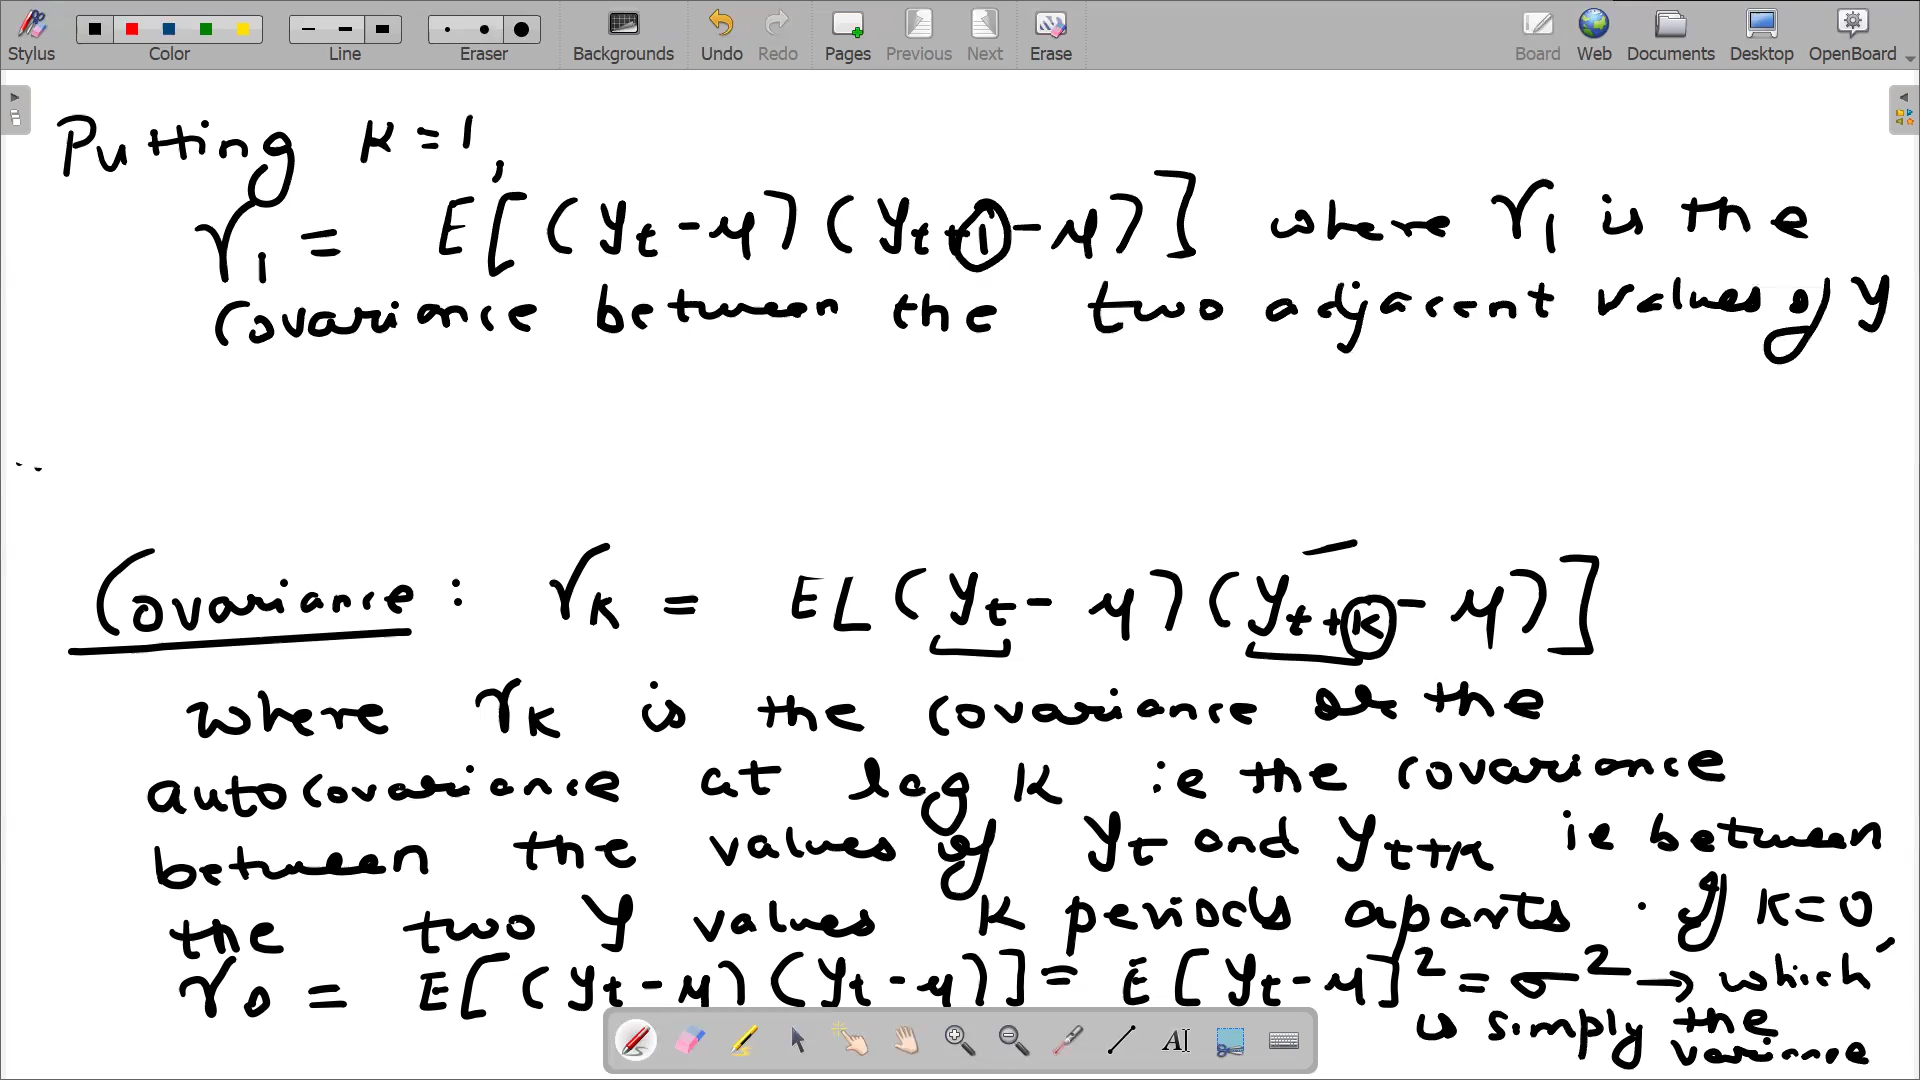 Stylus Color Line Eraser Backgrounds Undo Redo Pages Previous Next Erase Board Web Documents Desktop OpenBoard
Putting K = 1,
γ₁ = E[(Yt - μ)(Yt+1 - μ)] where γ₁ is the
covariance between the two adjacent values of Y
Covariance : γK = E[(Yt - μ)(Yt+K - μ)]
where γK is the covariance or the
autocovariance at lag K ie the covariance
between the values of Yt and Yt+K ie between
the two Y values K periods aparts . If K=0,
γ₀ = E[(Yt - μ)(Yt - μ)] = E[Yt - μ]² = σ² → which
is simply the
variance